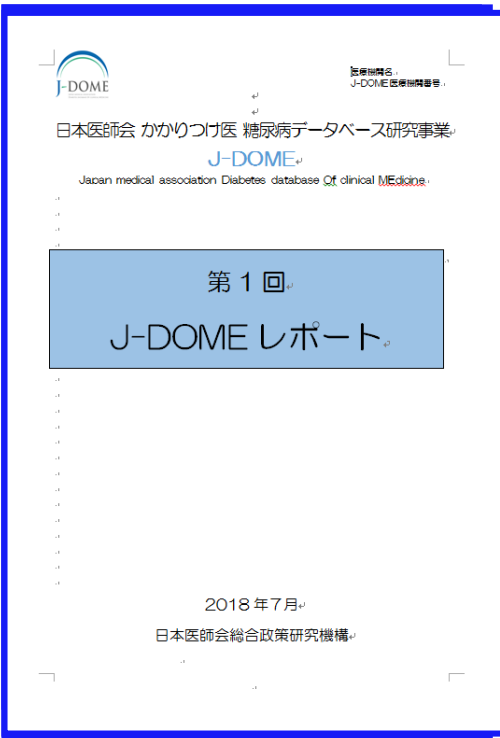 J-DOME
医療機関名
J-DOME医療機関番号
日本医師会 かかりつけ医 糖尿病データベース研究事業
J-DOME
Japan medical association Diabetes database Of clinical MEdicine
第1回
J-DOME レポート
2018年7月
日本医師会総合政策研究機構